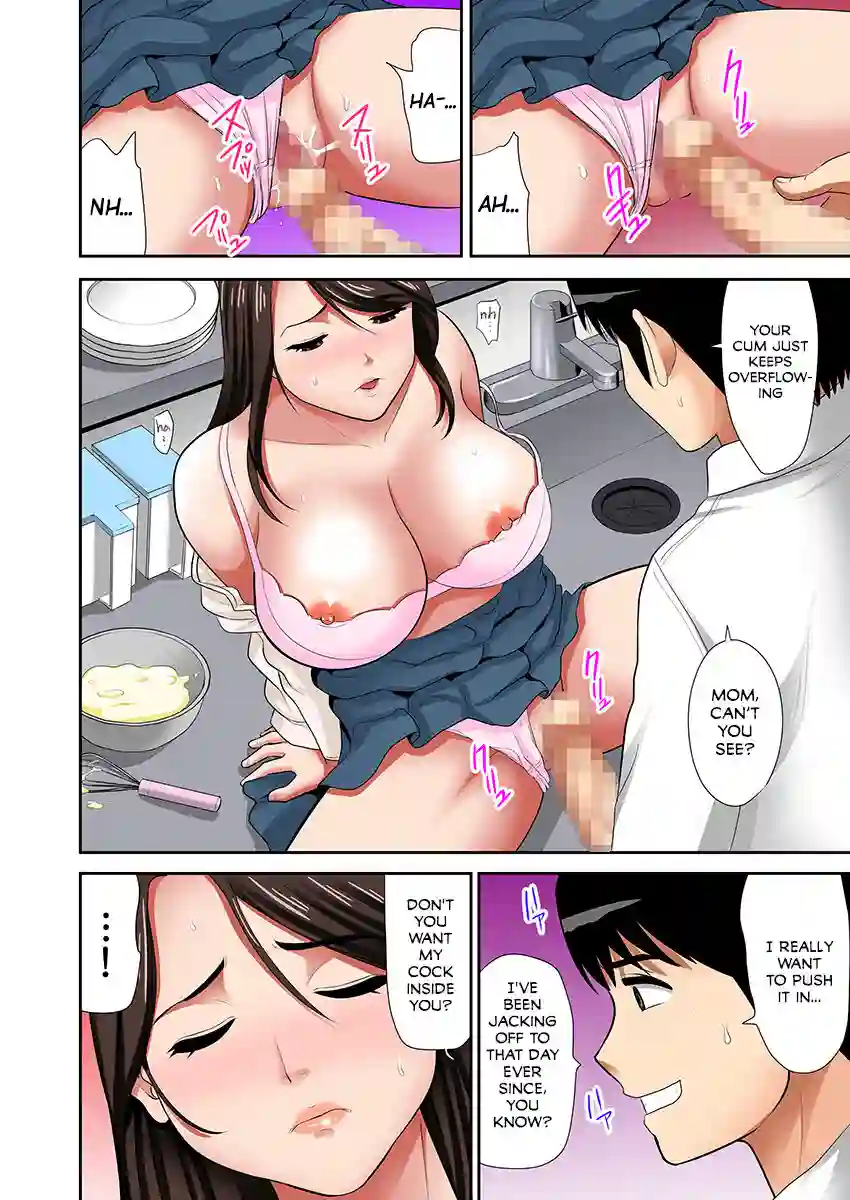 AH...
HA-...
NH...
YOUR
CUM JUST
KEEPS
OVERFLOW-
ING
nh
...
ha
...
MOM,
CAN'T
YOU
SEE?
I REALLY
WANT
TO PUSH
IT IN...
I'VE
BEEN
JACKING
OFF TO
THAT DAY
EVER
SINCE,
YOU
KNOW?
DON'T
YOU
WANT
MY
COCK
INSIDE
YOU?
...!